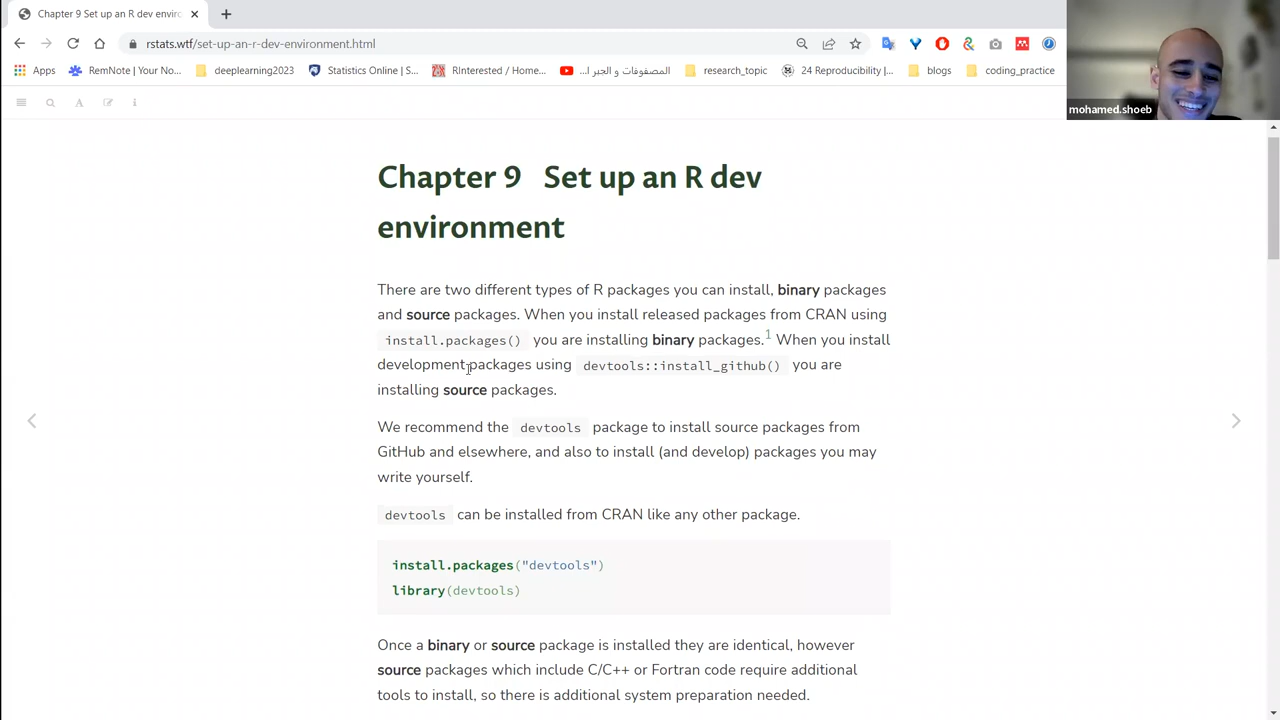 Chapter 9 Set up an R dev enviro
rstats.wtf/set-up-an-r-dev-environment.html
Apps RemNote | Your No... deeplearning2023 Statistics Online | S... RInterested / Home... المصفوفات و الجبر ا... research_topic 24 Reproducibility |... blogs coding_practice
mohamed.shoeb
Chapter 9 Set up an R dev
environment
There are two different types of R packages you can install, binary packages
and source packages. When you install released packages from CRAN using
install.packages() you are installing binary packages.1 When you install
development packages using devtools::install_github() you are
installing source packages.
We recommend the devtools package to install source packages from
GitHub and elsewhere, and also to install (and develop) packages you may
write yourself.
devtools can be installed from CRAN like any other package.
install.packages("devtools")
library(devtools)
Once a binary or source package is installed they are identical, however
source packages which include C/C++ or Fortran code require additional
tools to install, so there is additional system preparation needed.